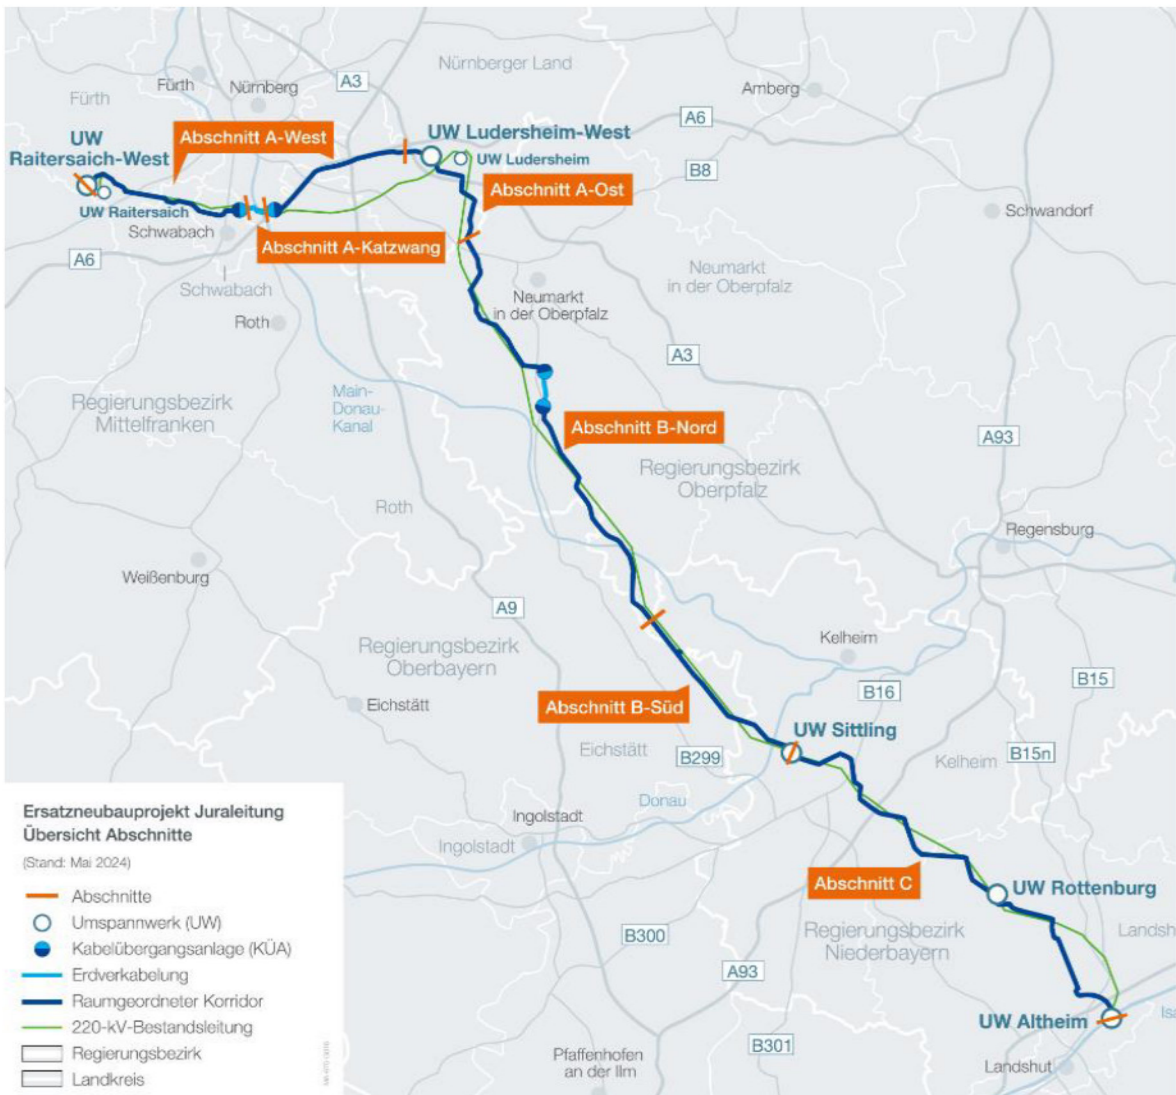 Nürnberger Land
Fürth
Nürnberg
A3
Amberg
Fürth
Abschnitt A-West
UW
Raitersaich-West
UW Ludersheim-West
A6
UW Ludersheim
B8
Abschnitt A-Ost
UW Raitersaich
Schwandorf
Schwabach
Abschnitt A-Katzwang
A6
Schwabach
Neumarkt
in der Oberpfalz
Neumarkt
in der Oberpfalz
Roth
A3
Main-
Donau-
Kanal
Regierungsbezirk
Mittelfranken
Abschnitt B-Nord
A93
Regierungsbezirk
Oberpfalz
Roth
Regensburg
Weißenburg
A9
Kelheim
Regierungsbezirk
Oberbayern
B15
B16
Eichstätt
Abschnitt B-Süd
UW Sittling
Eichstätt
B299
Kelheim
B15n
Donau
Ingolstadt
Ingolstadt
Abschnitt C
UW Rottenburg
Regierungsbezirk
Niederbayern
Landsh
B300
A93
UW Altheim
Isa
B301
Pfaffenhofen
an der Ilm
Landshut
Ersatzneubauprojekt Juraleitung
Übersicht Abschnitte
(Stand: Mai 2024)
Abschnitte
Umspannwerk (UW)
Kabelübergangsanlage (KÜA)
Erdverkabelung
Raumgeordneter Korridor
220-kV-Bestandsleitung
Regierungsbezirk
Landkreis